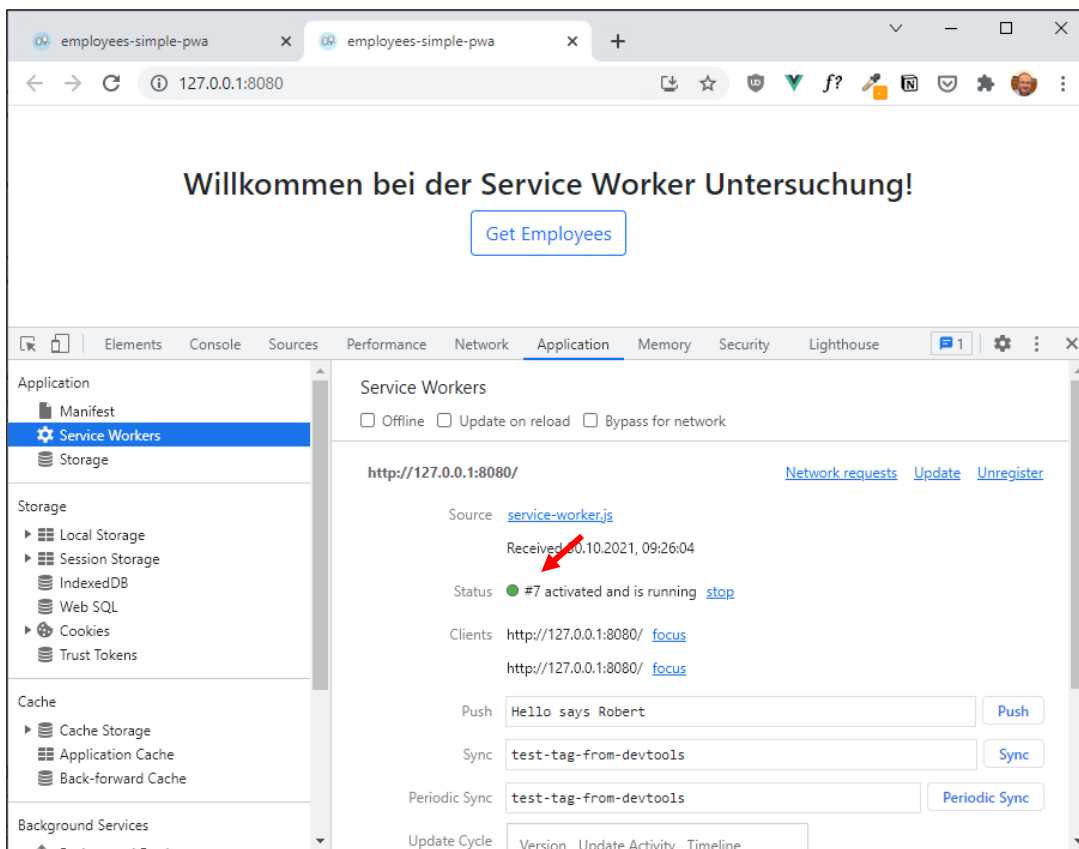 employees-simple-pwa employees-simple-pwa
127.0.0.1:8080
f?
Willkommen bei der Service Worker Untersuchung!
Get Employees
Elements Console Sources Performance Network Application Memory Security Lighthouse 1
Application
Manifest
Service Workers
Storage
Storage
Local Storage
Session Storage
IndexedDB
Web SQL
Cookies
Trust Tokens
Cache
Cache Storage
Application Cache
Back-forward Cache
Background Services
Service Workers
Offline Update on reload Bypass for network
http://127.0.0.1:8080/ Network requests Update Unregister
Source service-worker.js
Received 30.10.2021, 09:26:04
Status #7 activated and is running stop
Clients http://127.0.0.1:8080/ focus
http://127.0.0.1:8080/ focus
Push Hello says Robert Push
Sync test-tag-from-devtools Sync
Periodic Sync test-tag-from-devtools Periodic Sync
Update Cycle Version Update Activity Timeline